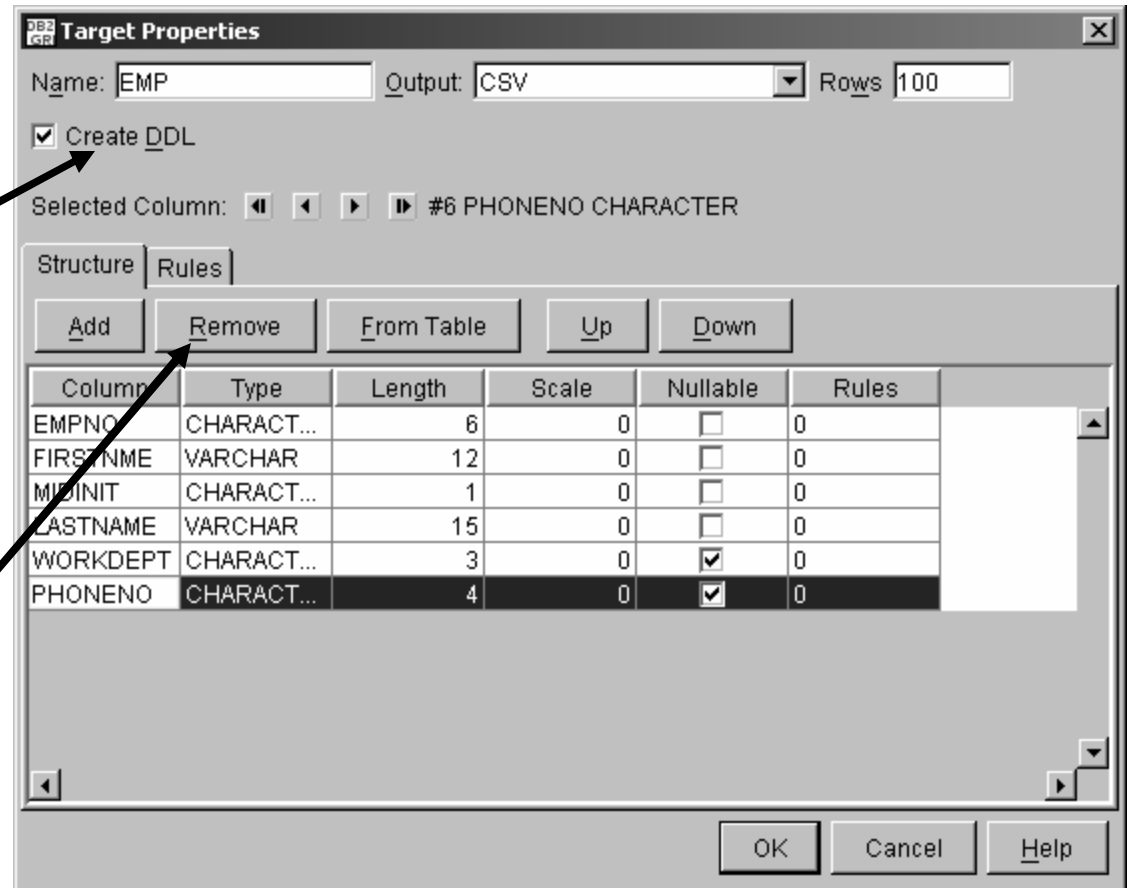 DB2 GRI Target Properties
Name: EMP Output: CSV Rows 100
Create DDL
Selected Column: #6 PHONENO CHARACTER
Structure Rules
Add Remove From Table Up Down
Column Type Length Scale Nullable Rules
EMPNO CHARACT... 6 0 0
FIRSTNME VARCHAR 12 0 0
MIDINIT CHARACT... 1 0 0
LASTNAME VARCHAR 15 0 0
WORKDEPT CHARACT... 3 0 0
PHONENO CHARACT... 4 0 0
OK Cancel Help